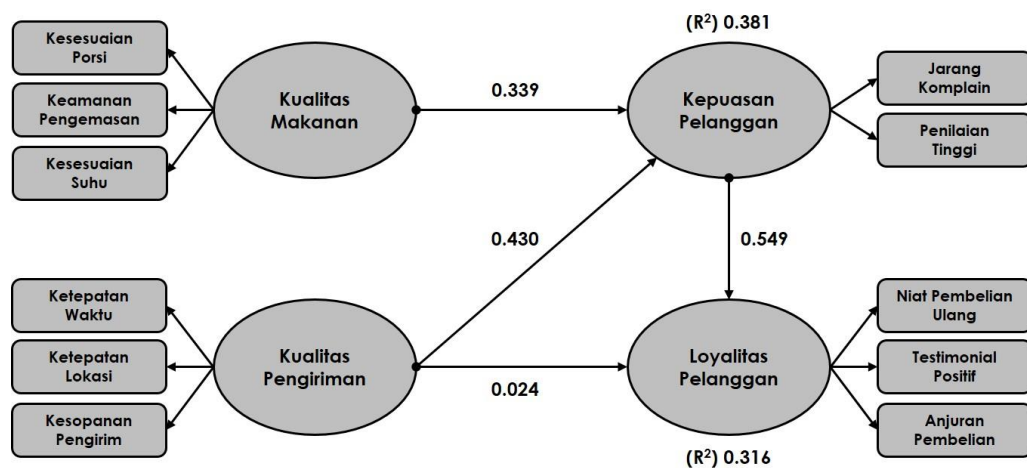 Kesesuaian
Porsi
Keamanan
Pengemasan
Kesesuaian
Suhu
Kualitas
Makanan
0.339
(R²) 0.381
Kepuasan
Pelanggan
Jarang
Komplain
Penilaian
Tinggi
0.430
0.549
Ketepatan
Waktu
Ketepatan
Lokasi
Kesopanan
Pengirim
Kualitas
Pengiriman
0.024
Loyalitas
Pelanggan
(R²) 0.316
Niat Pembelian
Ulang
Testimonial
Positif
Anjuran
Pembelian